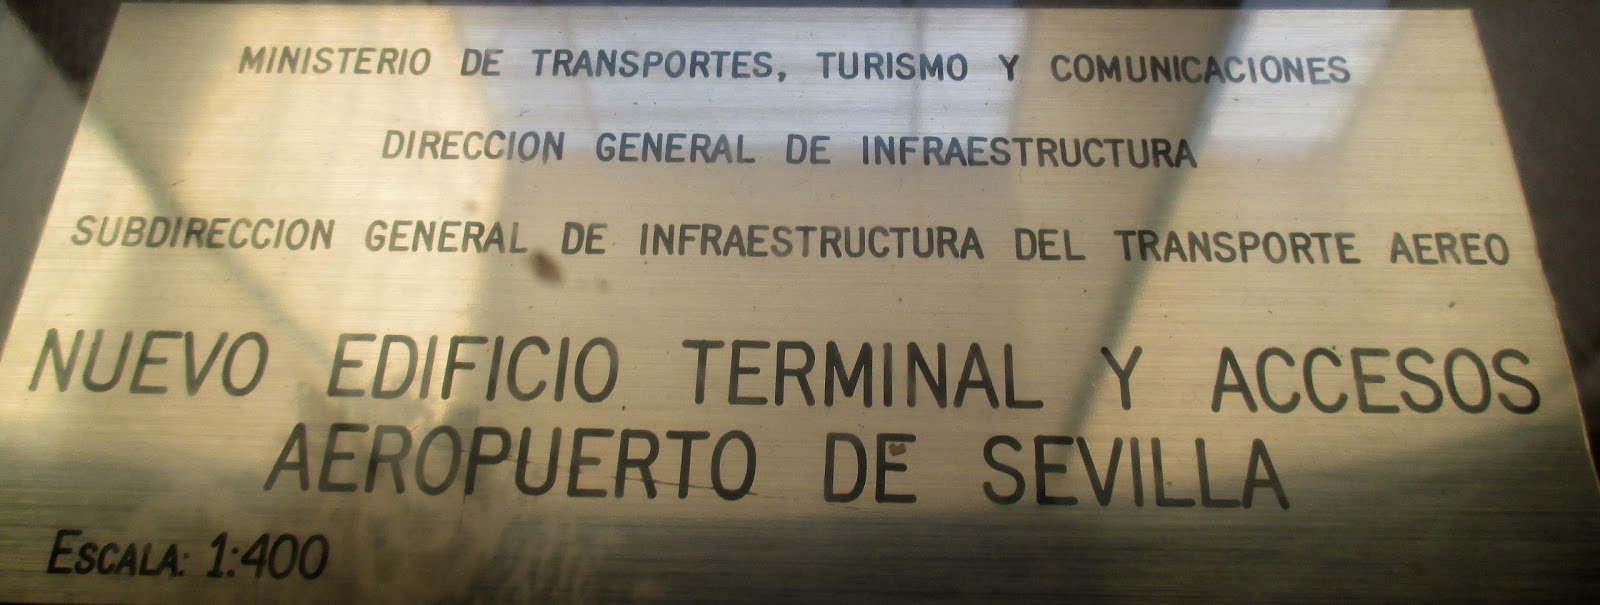 MINISTERIO DE TRANSPORTES, TURISMO Y COMUNICACIONES
DIRECCION GENERAL DE INFRAESTRUCTURA
SUBDIRECCION GENERAL DE INFRAESTRUCTURA DEL TRANSPORTE AEREO
NUEVO EDIFICIO TERMINAL Y ACCESOS
AEROPUERTO DE SEVILLA
ESCALA: 1:400